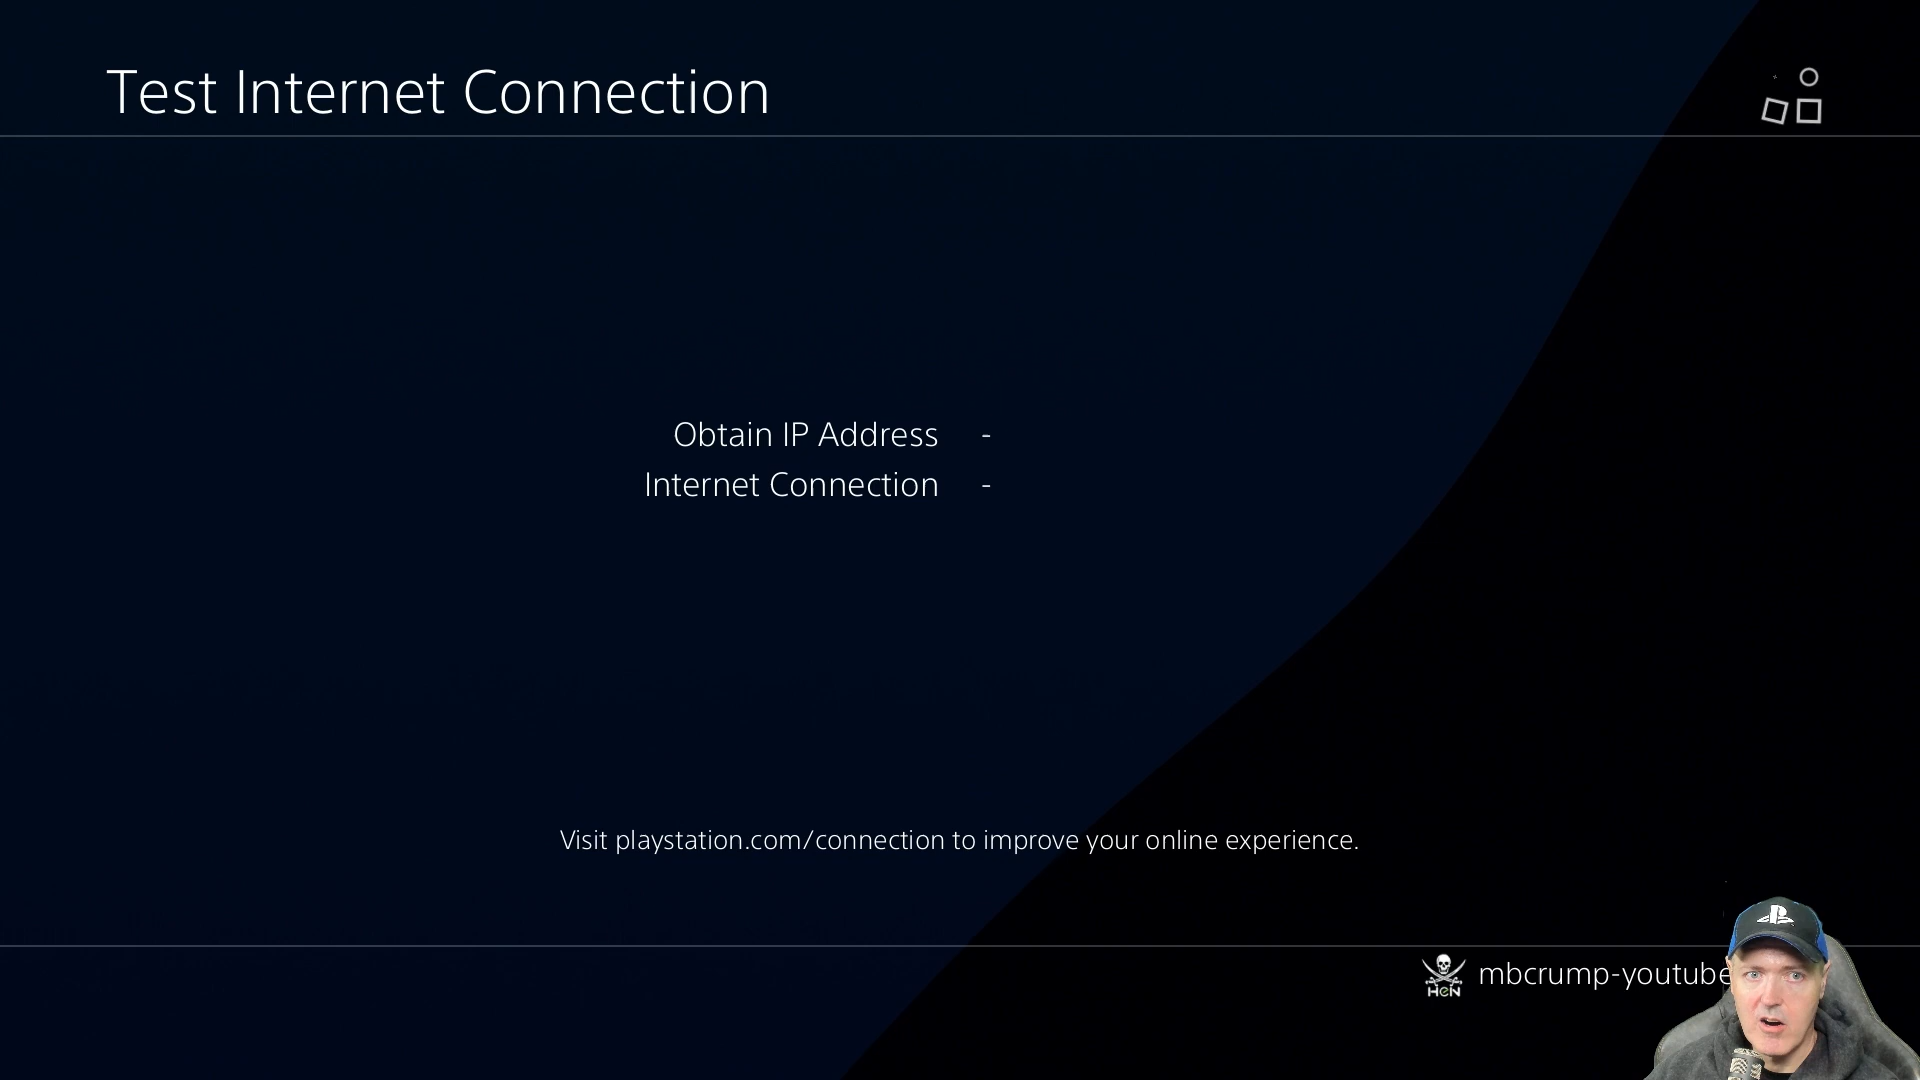 Test Internet Connection
Obtain IP Address -
Internet Connection -
Visit playstation.com/connection to improve your online experience.
HeN mbcrump-youtube